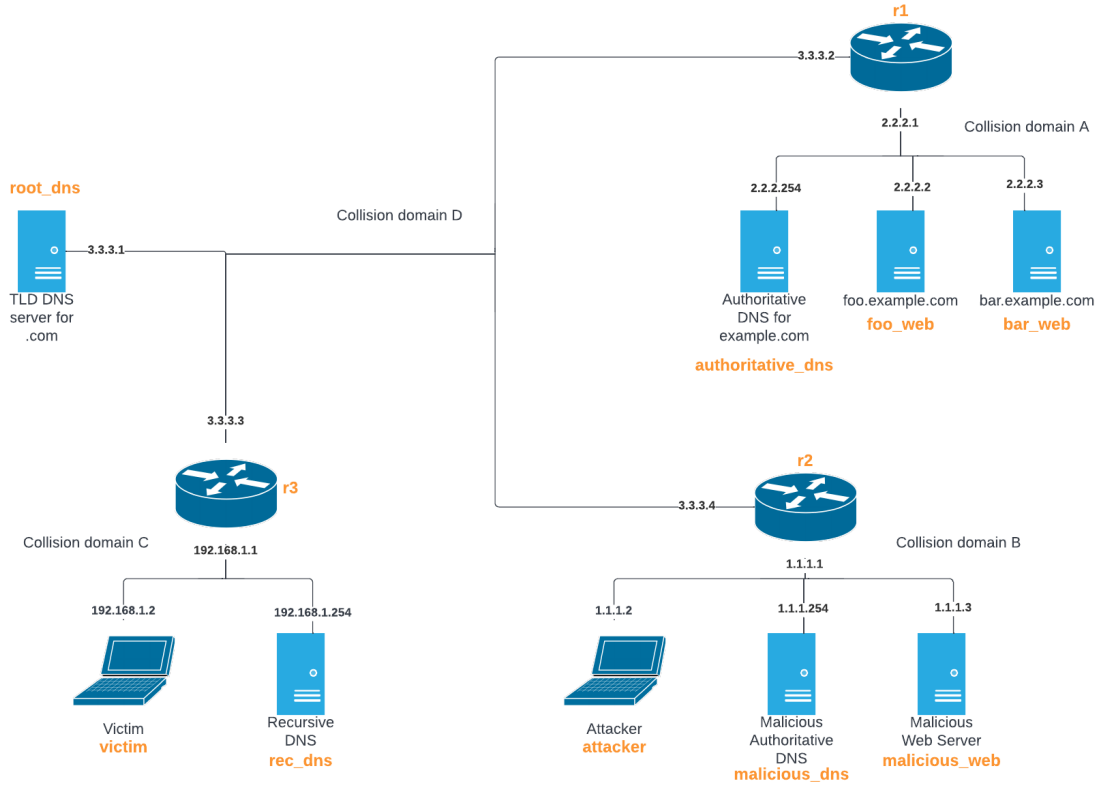 r1
3.3.3.2
2.2.2.1
Collision domain A
root_dns
2.2.2.254
2.2.2.2
2.2.2.3
Collision domain D
3.3.3.1
TLD DNS
server for
.com
Authoritative
DNS for
example.com
authoritative_dns
foo.example.com
foo_web
bar.example.com
bar_web
3.3.3.3
r3
r2
3.3.3.4
Collision domain C
192.168.1.1
Collision domain B
1.1.1.1
192.168.1.2
192.168.1.254
1.1.1.2
1.1.1.254
1.1.1.3
Victim
victim
Recursive
DNS
rec_dns
Attacker
attacker
Malicious
Authoritative
DNS
malicious_dns
Malicious
Web Server
malicious_web